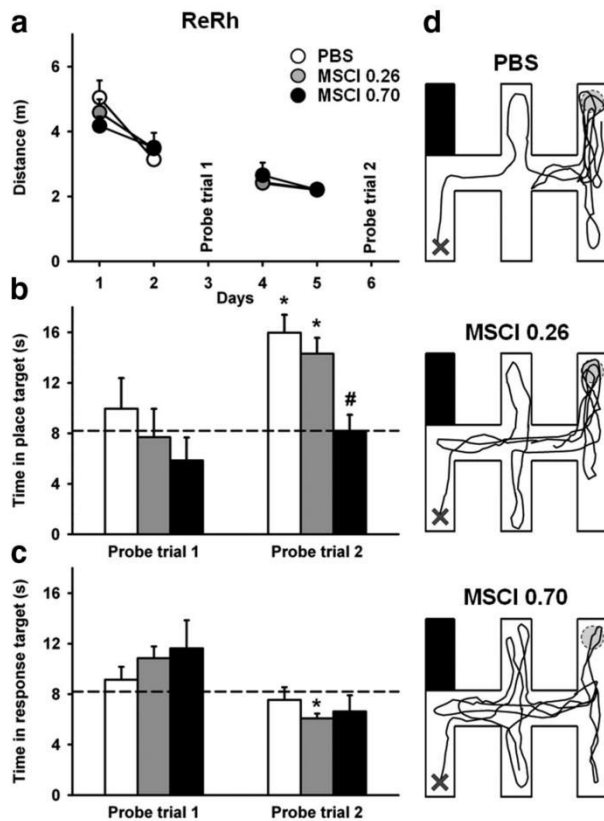 a
ReRh
PBS
MSCI 0.26
MSCI 0.70
Distance (m)
6
4
2
0
Probe trial 1
Probe trial 2
1 2 3 4 5 6
Days
b
Time in place target (s)
16
12
8
4
0
* *
#
Probe trial 1 Probe trial 2
c
Time in response target (s)
16
12
8
4
0
*
Probe trial 1 Probe trial 2
d
PBS
MSCI 0.26
MSCI 0.70